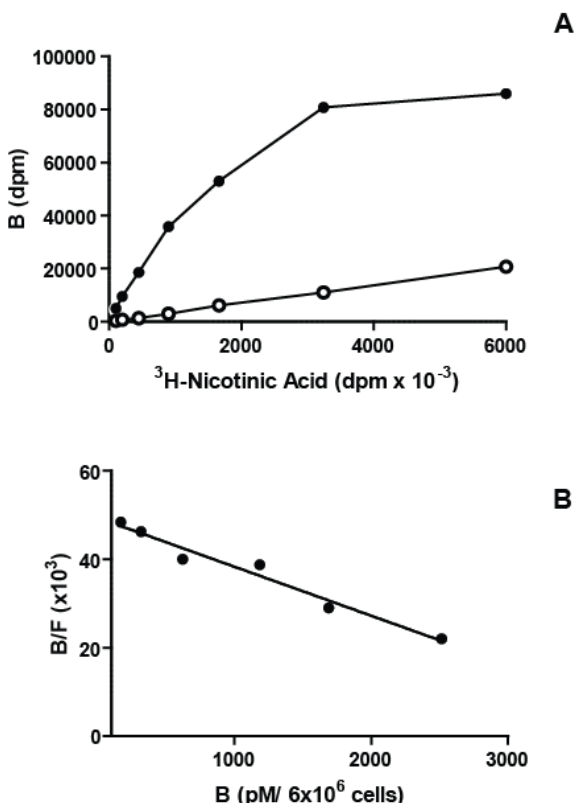 A
100000
80000
60000
40000
20000
0
B (dpm)
0 2000 4000 6000
³H-Nicotinic Acid (dpm x 10⁻³)
B
60
40
20
0
B/F (x10³)
1000 2000 3000
B (pM/ 6x10⁶ cells)